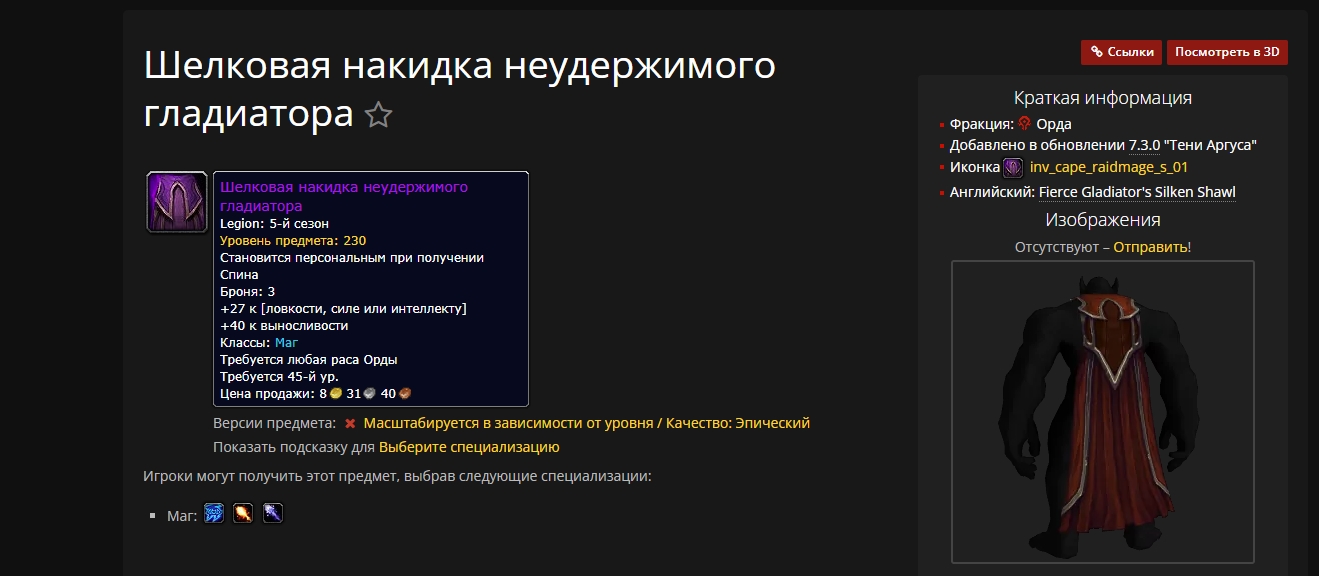 Шелковая накидка неудержимого
гладиатора
Шелковая накидка неудержимого
гладиатора
Legion: 5-й сезон
Уровень предмета: 230
Становится персональным при получении
Спина
Броня: 3
+27 к [ловкости, силе или интеллекту]
+40 к выносливости
Классы: Маг
Требуется любая раса Орды
Требуется 45-й ур.
Цена продажи: 8 31 40
Версии предмета: Масштабируется в зависимости от уровня / Качество: Эпический
Показать подсказку для Выберите специализацию
Игроки могут получить этот предмет, выбрав следующие специализации:
Маг:
Ссылки
Посмотреть в 3D
Краткая информация
Фракция: Орда
Добавлено в обновлении 7.3.0 "Тени Аргуса"
Иконка inv_cape_raidmage_s_01
Английский: Fierce Gladiator's Silken Shawl
Изображения
Отсутствуют – Отправить!